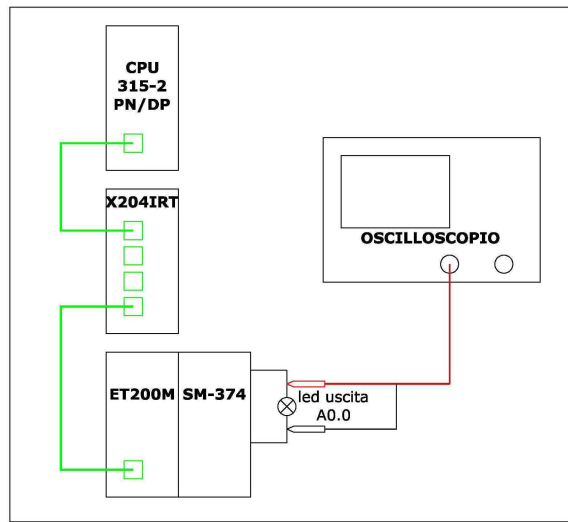 CPU
315-2
PN/DP
X204IRT
OSCILLOSCOPIO
ET200M
SM-374
led uscita
A0.0